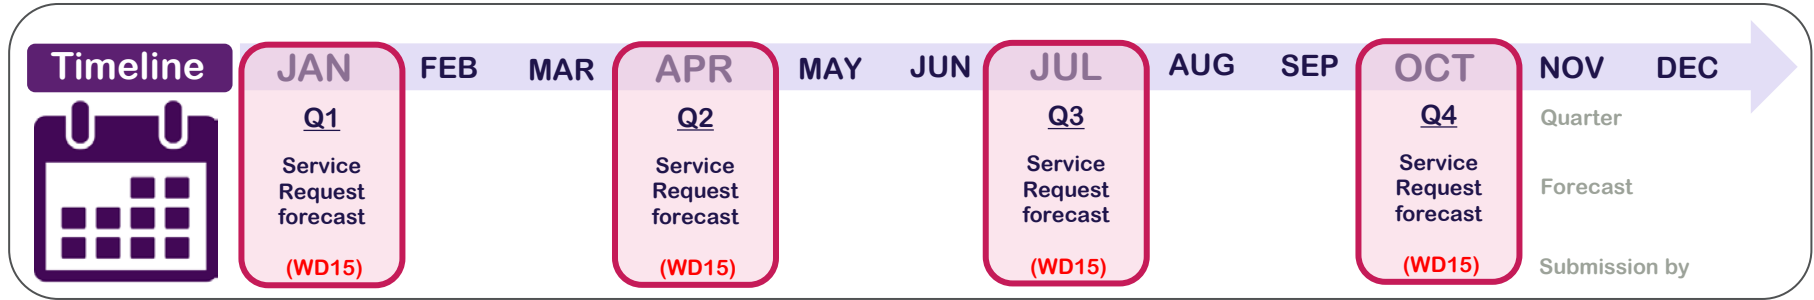 Timeline JAN FEB MAR APR MAY JUN JUL AUG SEP OCT NOV DEC
Q1 Q2 Q3 Q4 Quarter
Service Service Service Service
Request Request Request Request Forecast
forecast forecast forecast forecast
(WD15) (WD15) (WD15) (WD15) Submission by